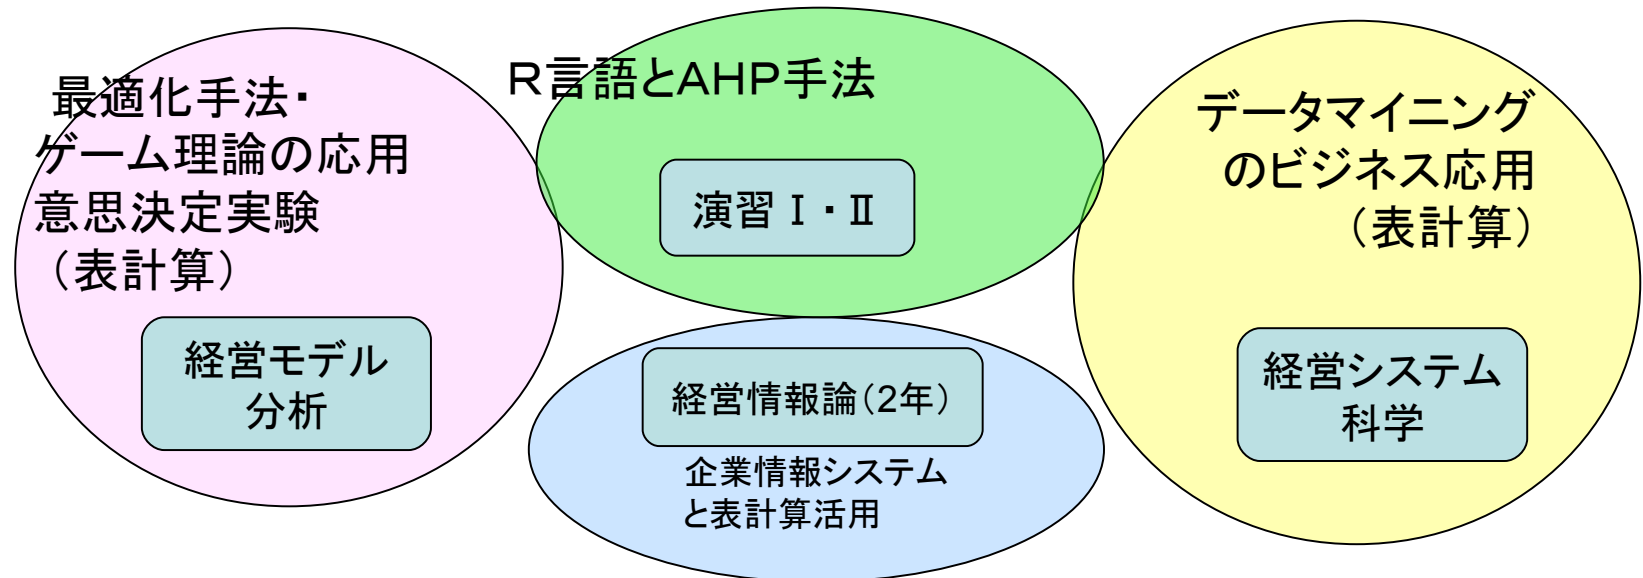 最適化手法・
ゲーム理論の応用
意思決定実験
（表計算）
経営モデル
分析
R言語とAHP手法
演習Ⅰ・Ⅱ
経営情報論（2年）
企業情報システム
と表計算活用
データマイニング
のビジネス応用
（表計算）
経営システム
科学